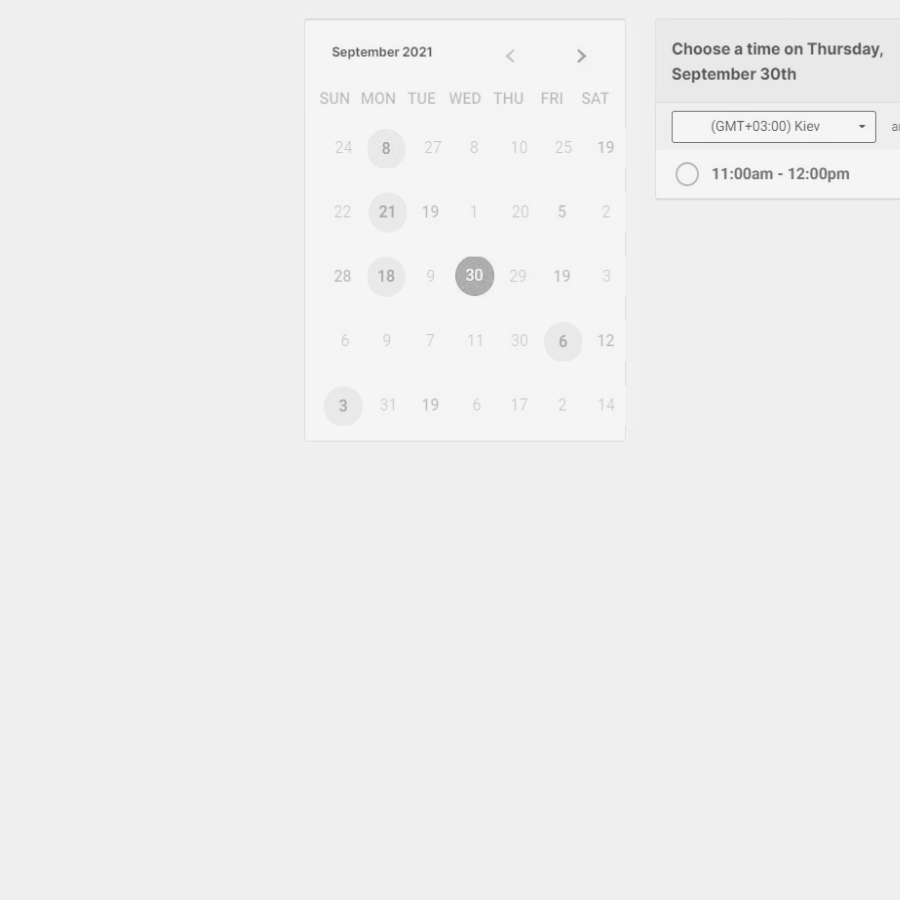 September 2021
SUN MON TUE WED THU FRI SAT
24 8 27 8 10 25 19
22 21 19 1 20 5 2
28 18 9 30 29 19 3
6 9 7 11 30 6 12
3 31 19 6 17 2 14
Choose a time on Thursday,
September 30th
(GMT+03:00) Kiev
11:00am - 12:00pm